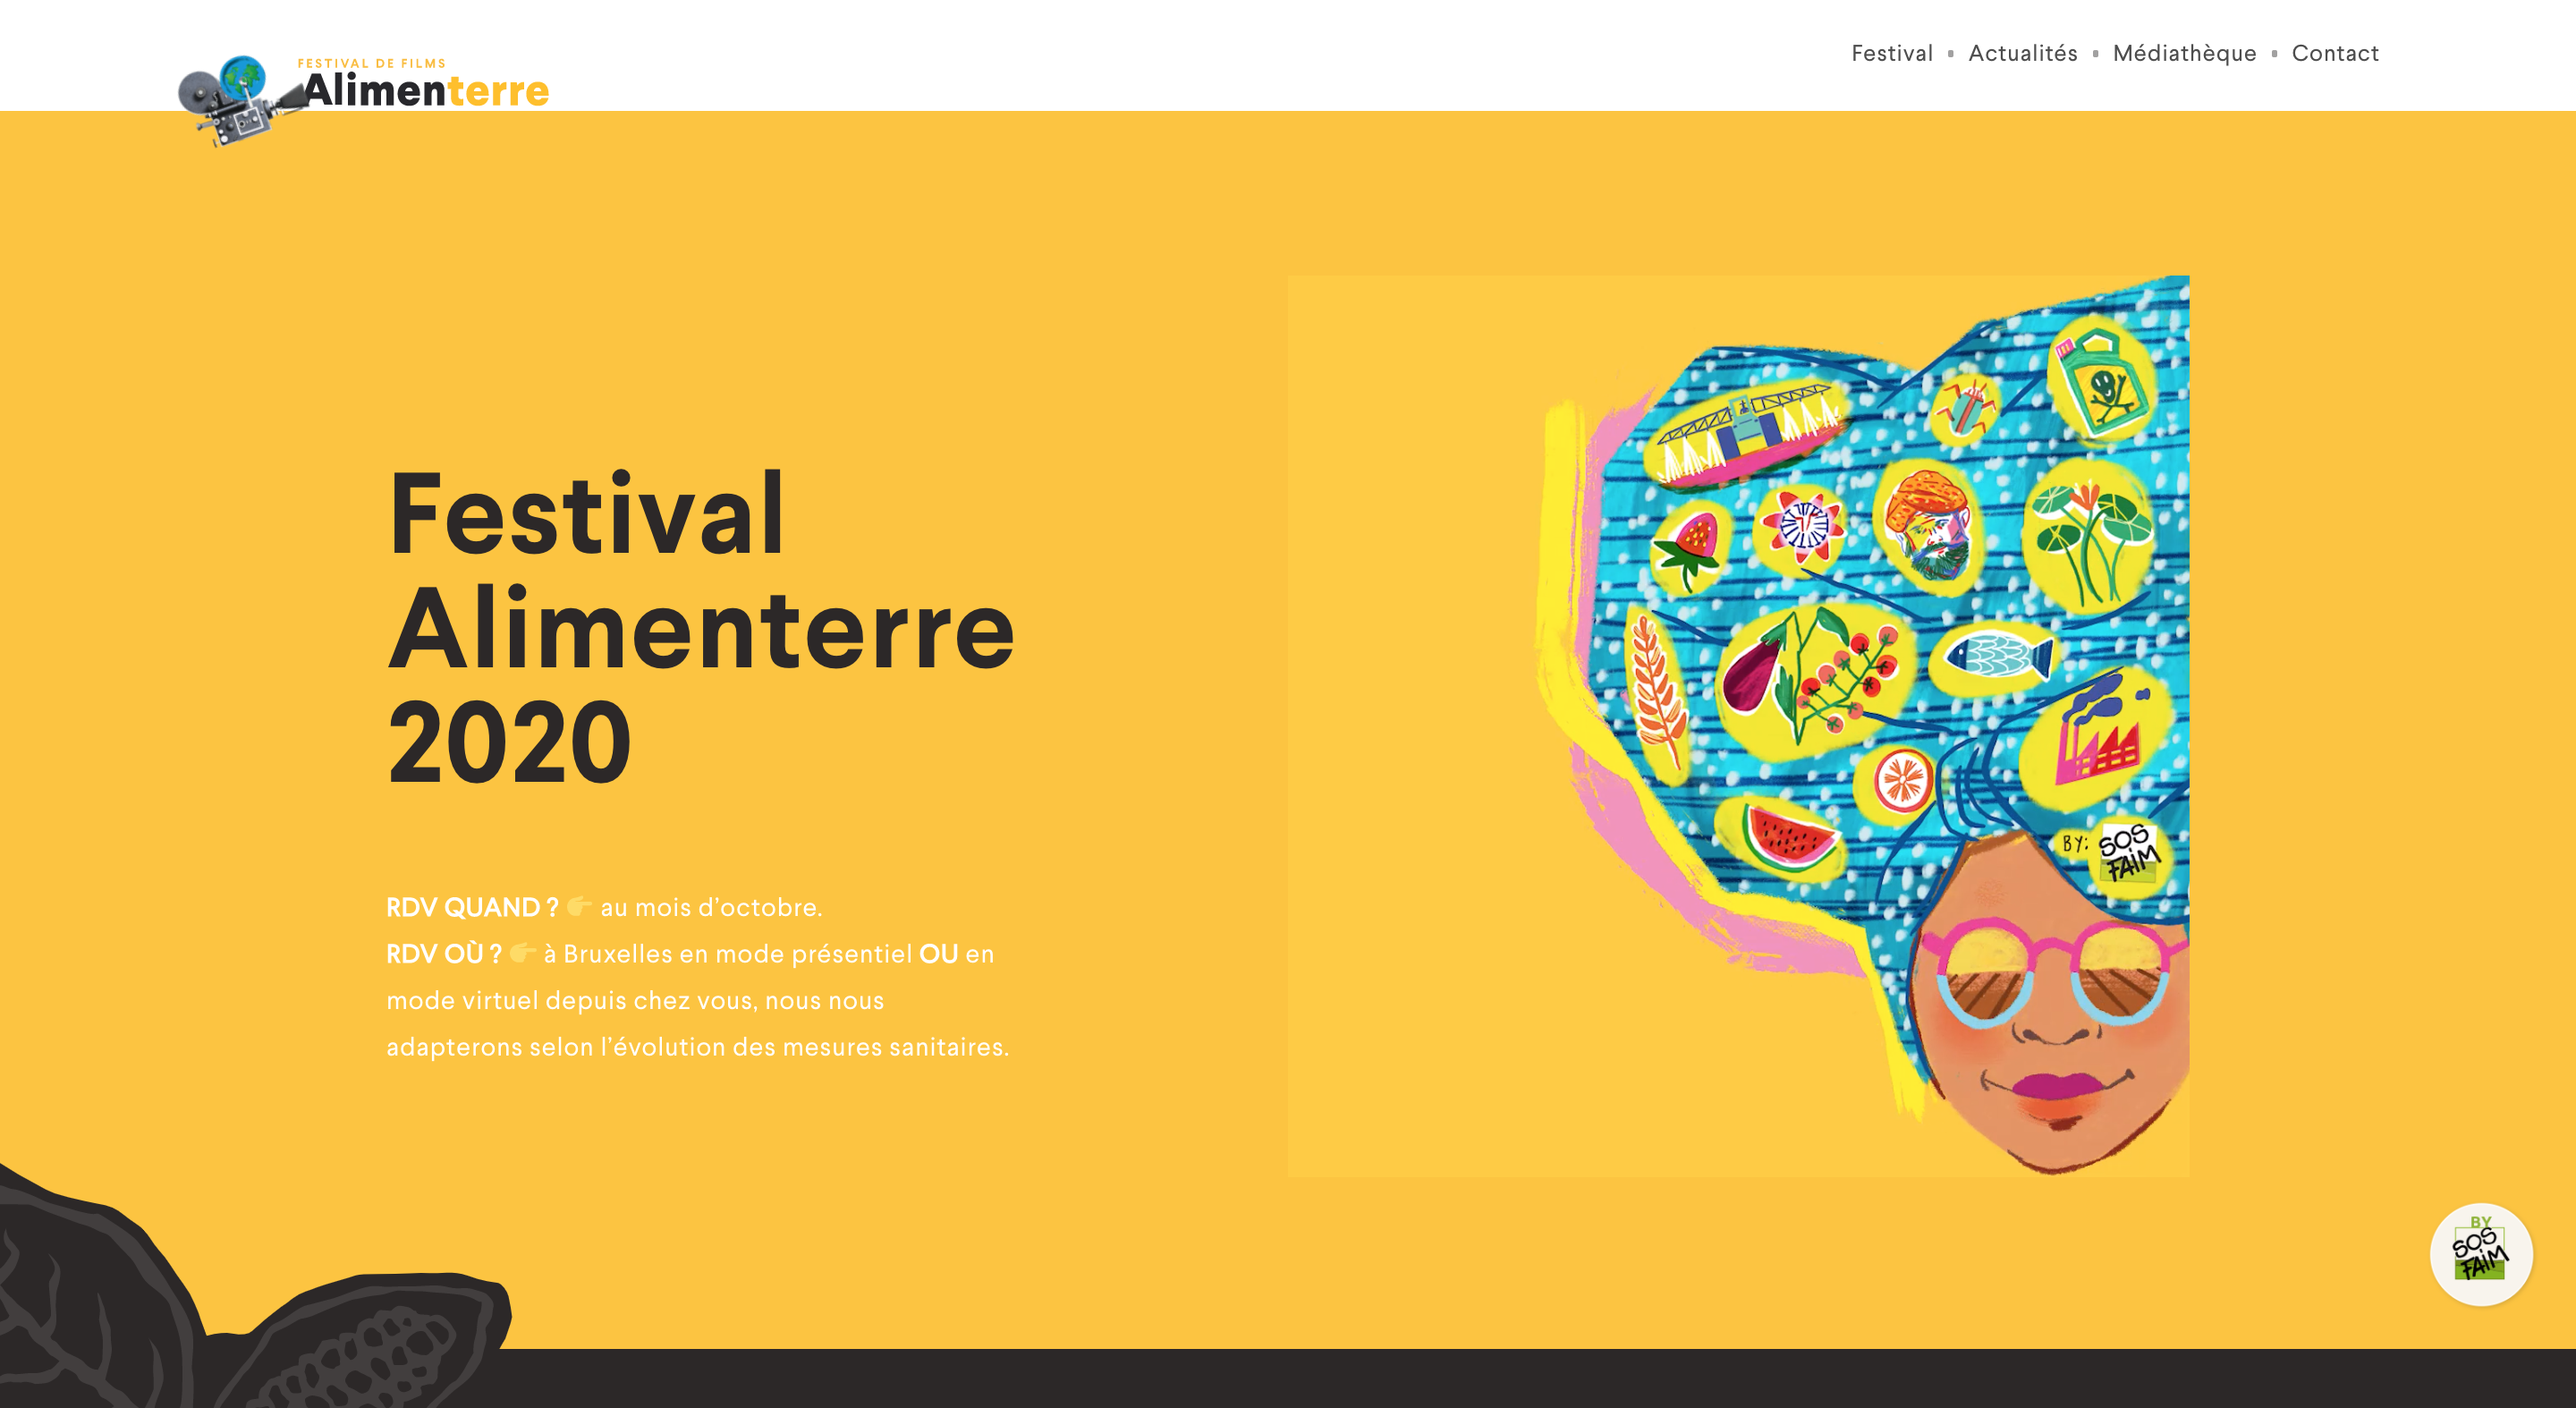 FESTIVAL DE FILMS
Alimenterre
Festival
Actualités
Médiathèque
Contact
Festival
Alimenterre
2020
RDV QUAND ? 👉 au mois d’octobre.
RDV OÙ ? 👉 à Bruxelles en mode présentiel OU en
mode virtuel depuis chez vous, nous nous
adapterons selon l’évolution des mesures sanitaires.
BY:
SOS
FAIM
BY
SOS
FAIM